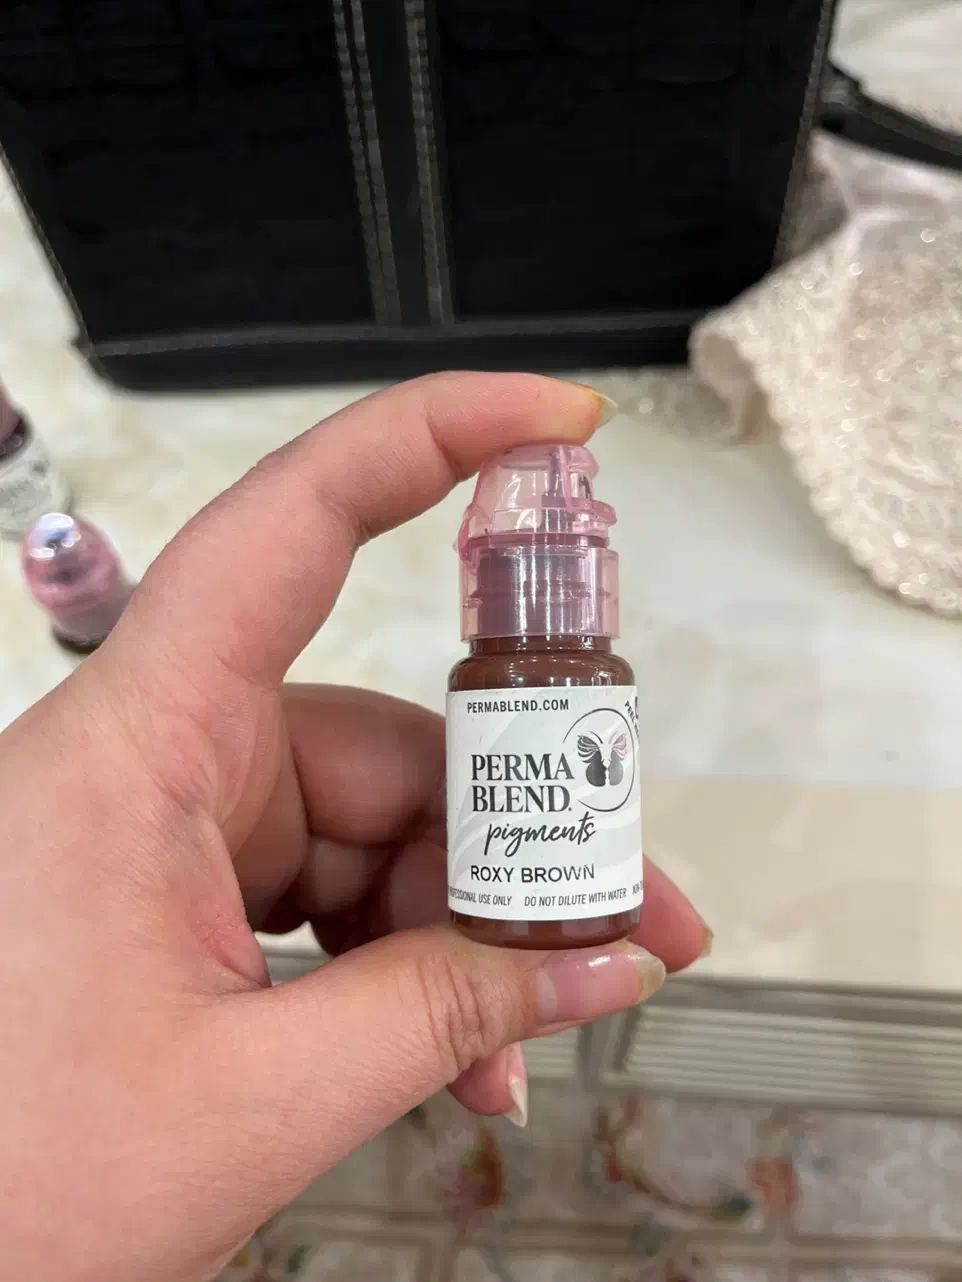 PERMABLEND.COM
PERMA
BLEND.
pigments
ROXY BROWN
PROFESSIONAL USE ONLY DO NOT DILUTE WITH WATER